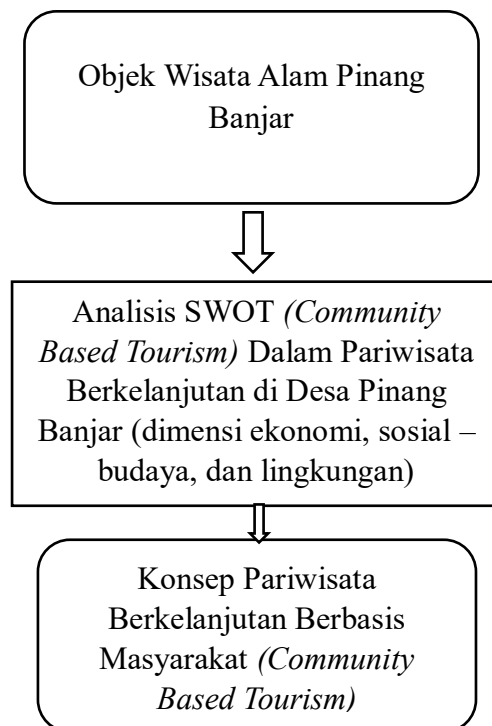 Objek Wisata Alam Pinang
Banjar
Analisis SWOT (Community
Based Tourism) Dalam Pariwisata
Berkelanjutan di Desa Pinang
Banjar (dimensi ekonomi, sosial –
budaya, dan lingkungan)
Konsep Pariwisata
Berkelanjutan Berbasis
Masyarakat (Community
Based Tourism)